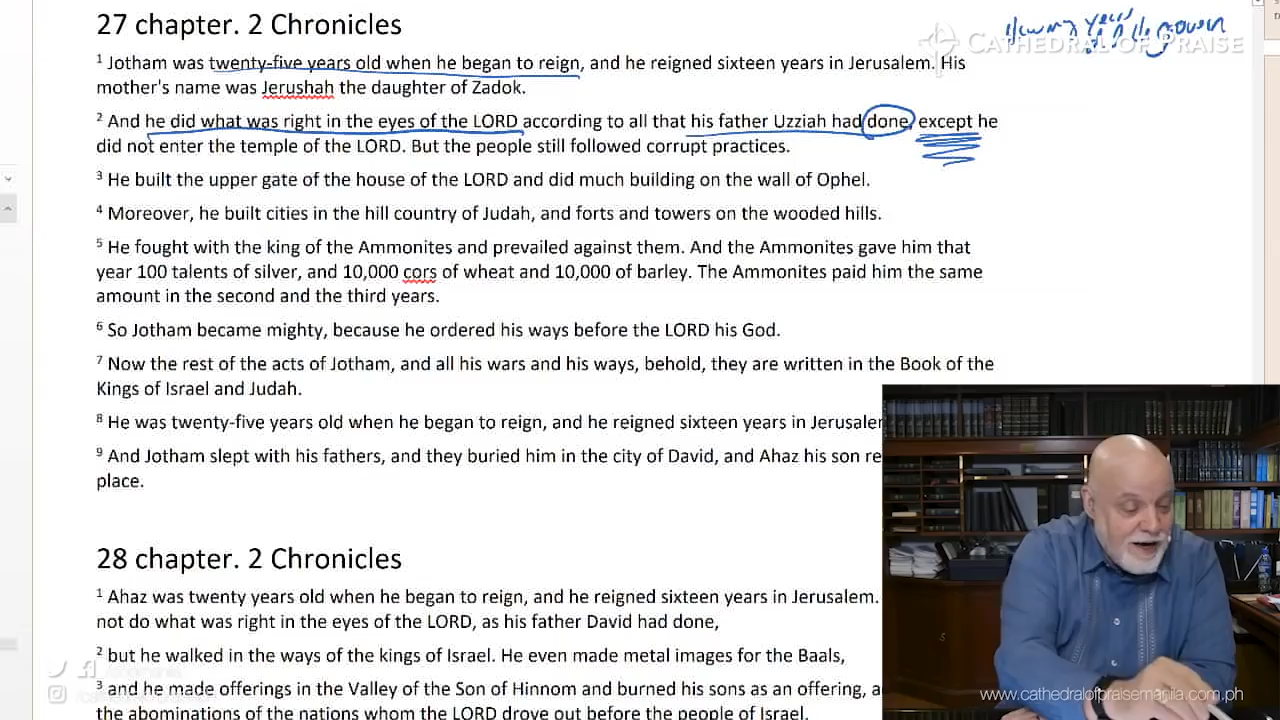 27 chapter. 2 Chronicles
CATHEDRAL OF PRAISE
1 Jotham was twenty-five years old when he began to reign, and he reigned sixteen years in Jerusalem. His
mother's name was Jerushah the daughter of Zadok.
2 And he did what was right in the eyes of the LORD according to all that his father Uzziah had done, except he
did not enter the temple of the LORD. But the people still followed corrupt practices.
3 He built the upper gate of the house of the LORD and did much building on the wall of Ophel.
4 Moreover, he built cities in the hill country of Judah, and forts and towers on the wooded hills.
5 He fought with the king of the Ammonites and prevailed against them. And the Ammonites gave him that
year 100 talents of silver, and 10,000 cors of wheat and 10,000 of barley. The Ammonites paid him the same
amount in the second and the third years.
6 So Jotham became mighty, because he ordered his ways before the LORD his God.
7 Now the rest of the acts of Jotham, and all his wars and his ways, behold, they are written in the Book of the
Kings of Israel and Judah.
8 He was twenty-five years old when he began to reign, and he reigned sixteen years in Jerusalem
9 And Jotham slept with his fathers, and they buried him in the city of David, and Ahaz his son re
place.
28 chapter. 2 Chronicles
1 Ahaz was twenty years old when he began to reign, and he reigned sixteen years in Jerusalem.
not do what was right in the eyes of the LORD, as his father David had done,
2 but he walked in the ways of the kings of Israel. He even made metal images for the Baals,
3 and he made offerings in the Valley of the Son of Hinnom and burned his sons as an offering, a
the abominations of the nations whom the LORD drove out before the people of Israel.
www.cathedralofpraisemanila.com.ph